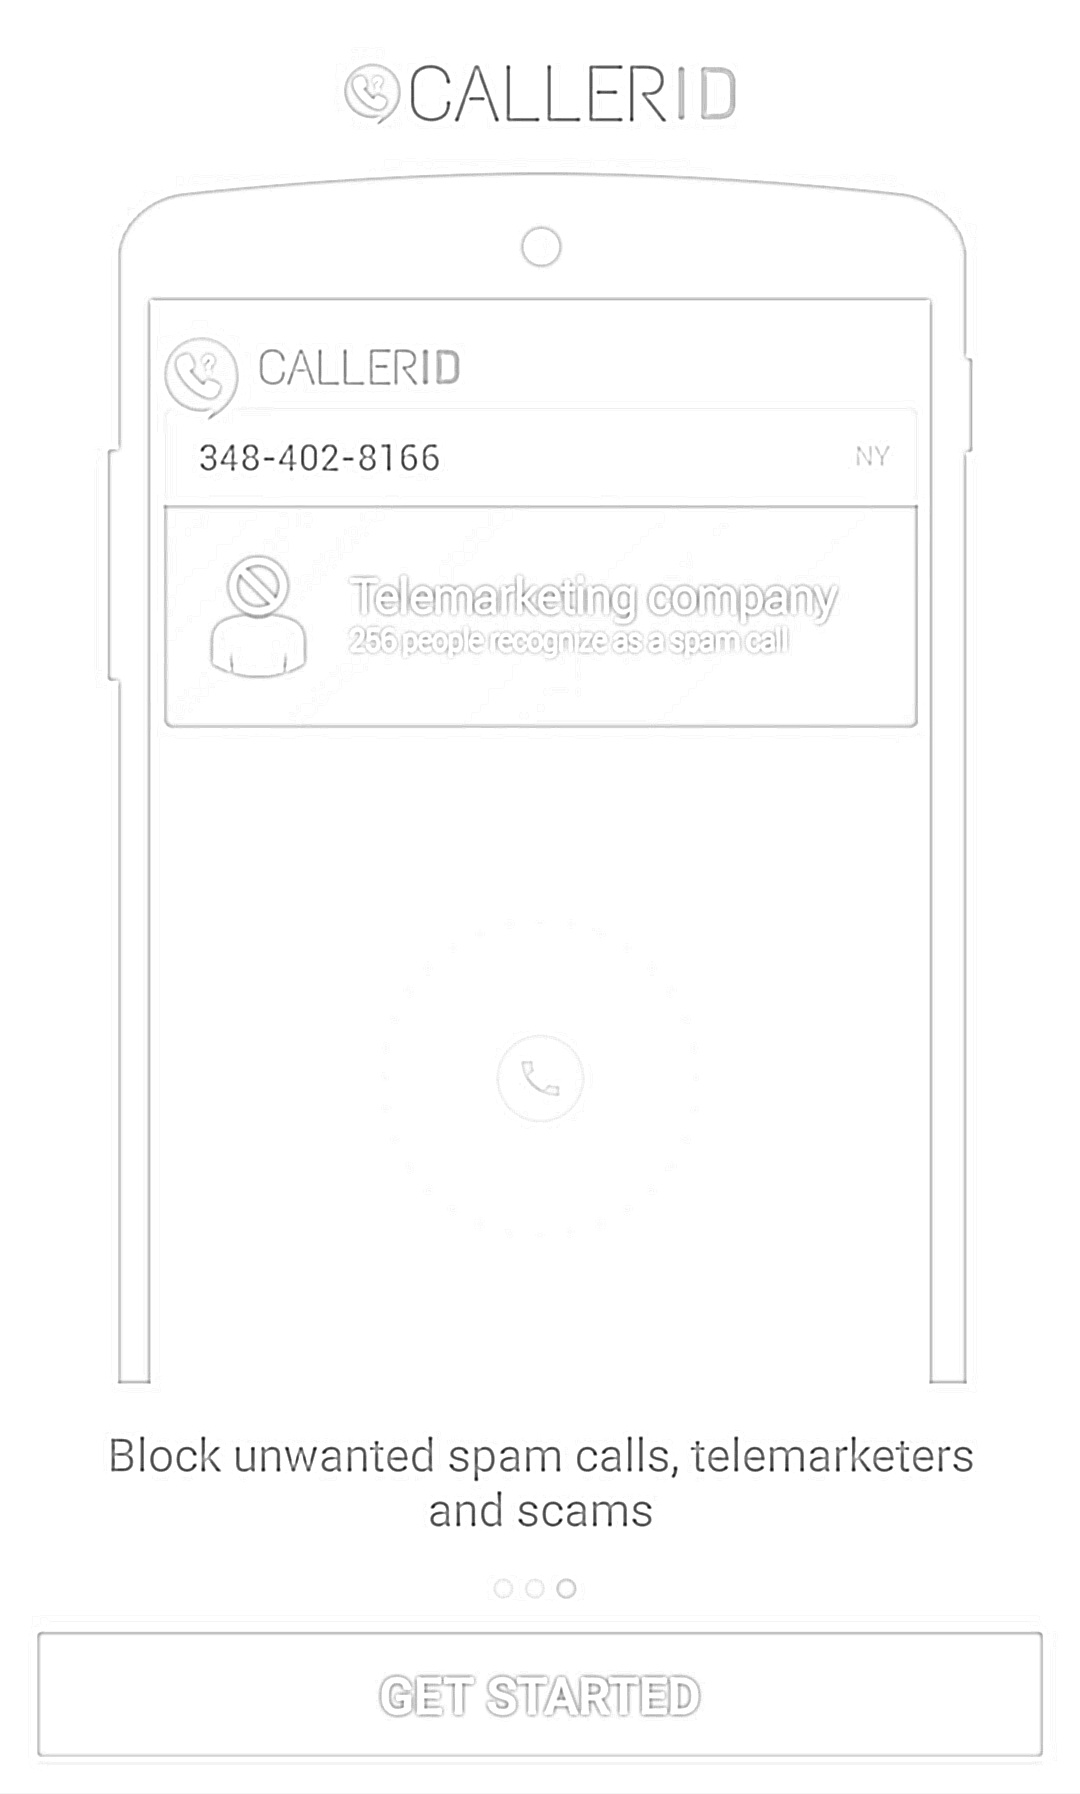 CALLERID
CALLERID
348-402-8166 NY
Telemarketing company
256 people recognize as a spam call
Block unwanted spam calls, telemarketers
and scams
GET STARTED